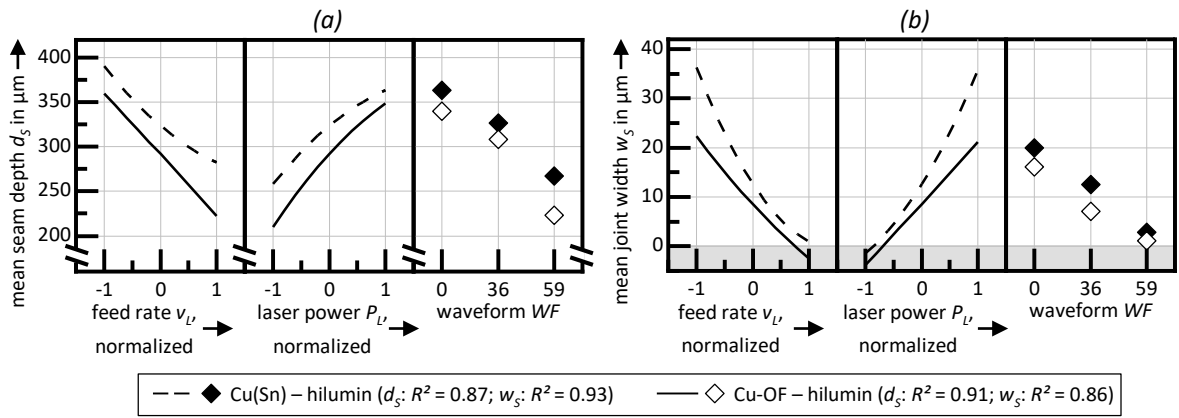 (a)
(b)
mean seam depth d_S in µm
400
350
300
250
200
-1 0 1
feed rate v_L,
normalized
-1 0 1
laser power P_L,
normalized
0 36 59
waveform WF
mean joint width w_S in µm
40
30
20
10
0
-1 0 1
feed rate v_L,
normalized
-1 0 1
laser power P_L,
normalized
0 36 59
waveform WF
Cu(Sn) – hilumin (d_S: R² = 0.87; w_S: R² = 0.93)
Cu-OF – hilumin (d_S: R² = 0.91; w_S: R² = 0.86)